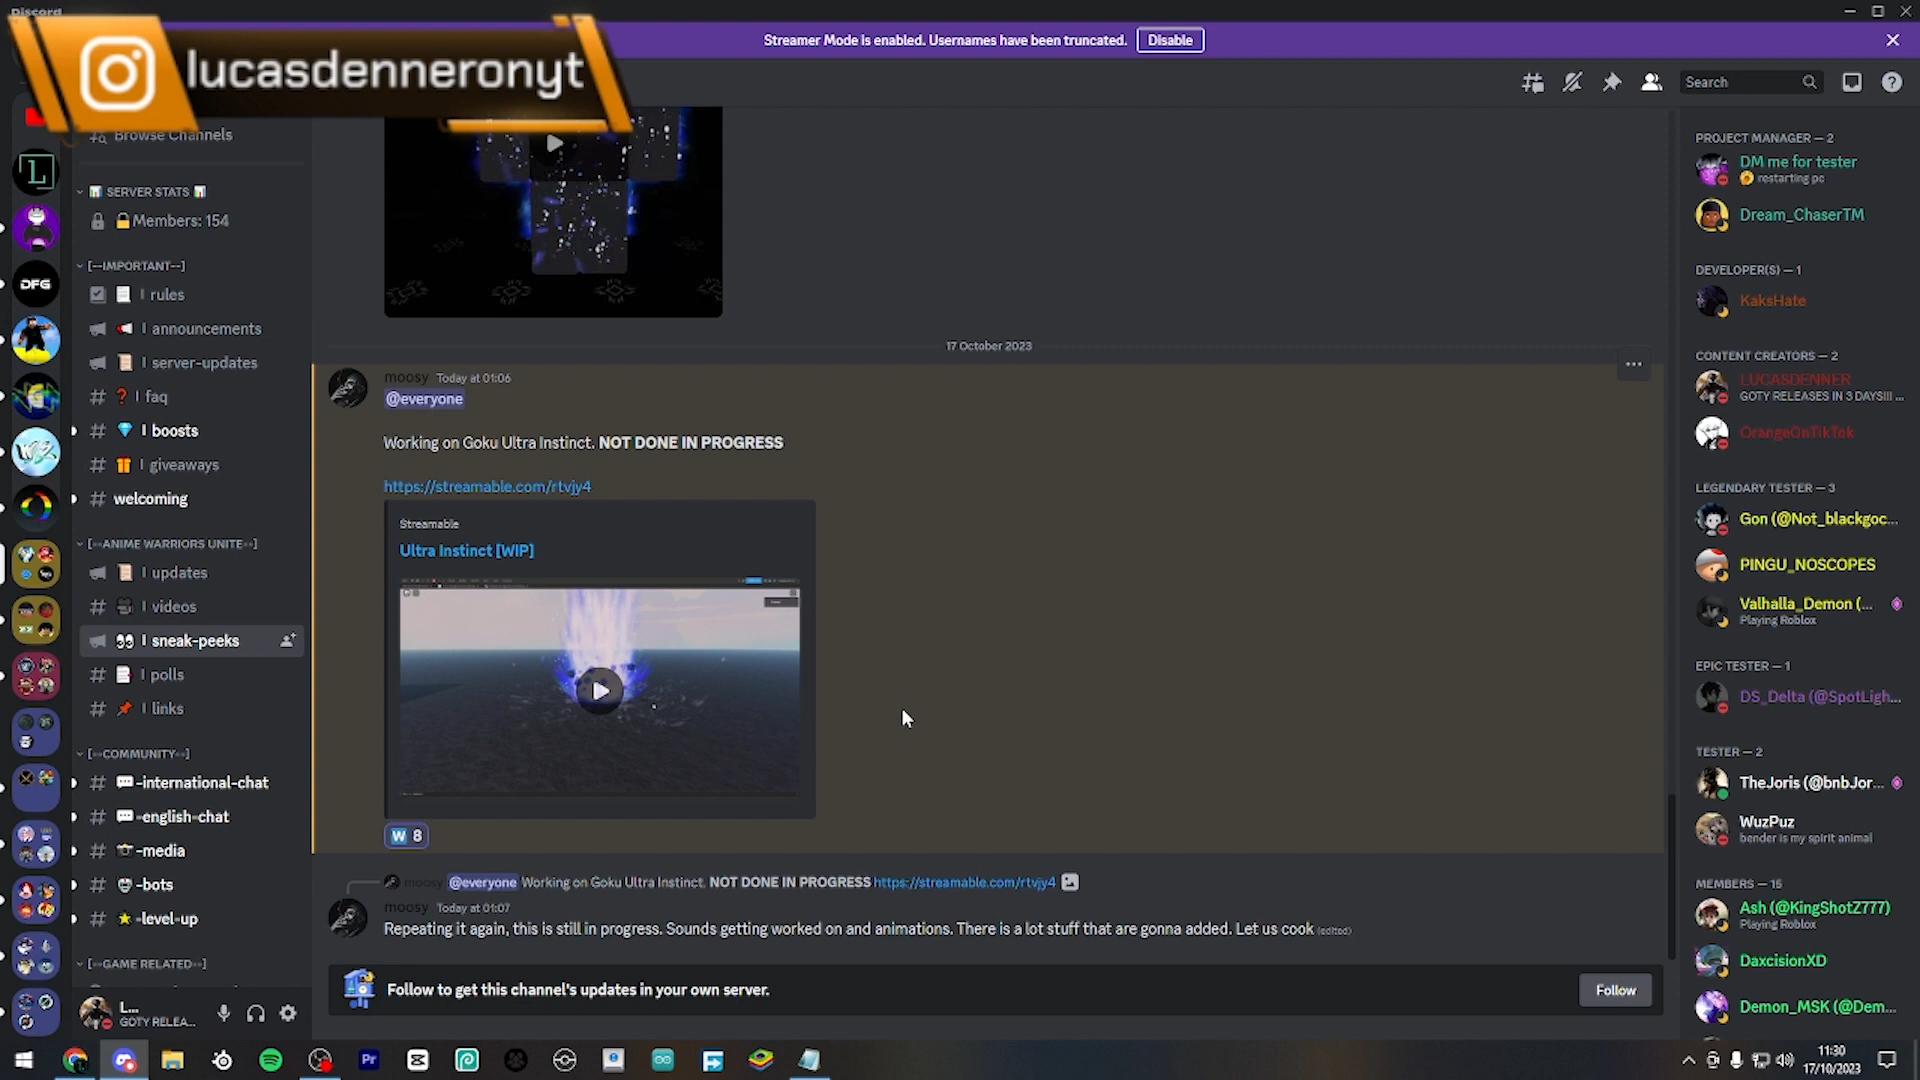 Discord
lucasdenneronyt
Streamer Mode is enabled. Usernames have been truncated.
Disable
Search
Browse Channels
SERVER STATS
Members: 154
[--IMPORTANT--]
rules
announcements
server-updates
faq
boosts
giveaways
welcoming
[--ANIME WARRIORS UNITE--]
updates
videos
sneak-peeks
polls
links
[--COMMUNITY--]
-international-chat
-english-chat
-media
-bots
-level-up
[--GAME RELATED--]
L...
GOTY RELEA...
L
DFG
17 October 2023
moosy Today at 01:06
@everyone
Working on Goku Ultra Instinct. NOT DONE IN PROGRESS
https://streamable.com/rtvjy4
Streamable
Ultra Instinct [WIP]
W 8
moosy @everyone Working on Goku Ultra Instinct. NOT DONE IN PROGRESS https://streamable.com/rtvjy4
moosy Today at 01:07
Repeating it again, this is still in progress. Sounds getting worked on and animations. There is a lot stuff that are gonna added. Let us cook (edited)
Follow to get this channel's updates in your own server.
Follow
PROJECT MANAGER — 2
DM me for tester
restarting pc
Dream_ChaserTM
DEVELOPER(S) — 1
KaksHate
CONTENT CREATORS — 2
LUCASDENNER
GOTY RELEASES IN 3 DAYS!!! ...
OrangeOnTikTok
LEGENDARY TESTER — 3
Gon (@Not_blackgoc...
PINGU_NOSCOPES
Valhalla_Demon (...
Playing Roblox
EPIC TESTER — 1
DS_Delta (@SpotLigh...
TESTER — 2
TheJoris (@bnbJor...
WuzPuz
bender is my spirit animal
MEMBERS — 15
Ash (@KingShotZ777)
Playing Roblox
DaxcisionXD
Demon_MSK (@Dem...
Pr
11:30
17/10/2023